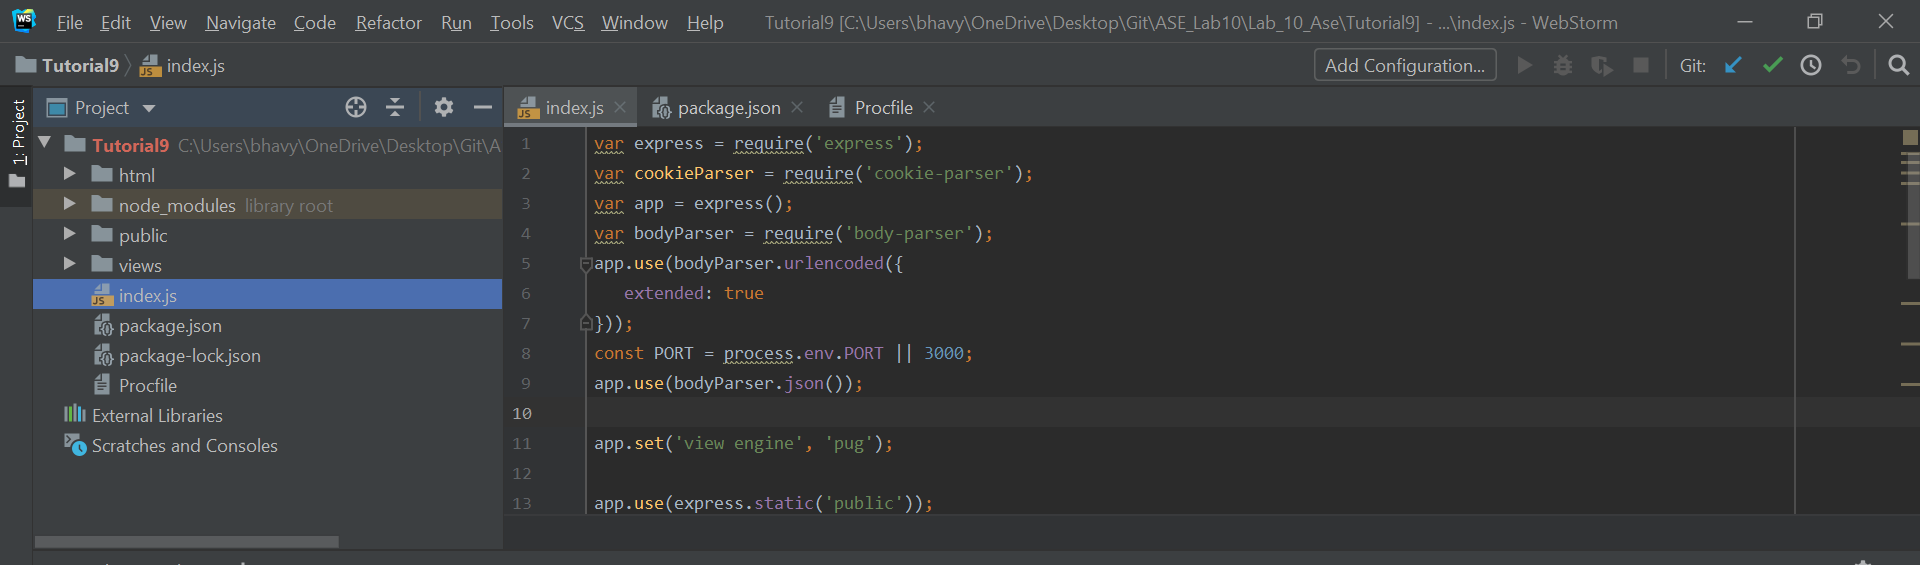 WS File Edit View Navigate Code Refactor Run Tools VCS Window Help Tutorial9 [C:\Users\bhavy\OneDrive\Desktop\Git\ASE_Lab10\Lab_10_Ase\Tutorial9] - ...\index.js - WebStorm
Tutorial9 index.js Add Configuration... Git:
1: Project
Project
Tutorial9 C:\Users\bhavy\OneDrive\Desktop\Git\A
html
node_modules library root
public
views
index.js
package.json
package-lock.json
Procfile
External Libraries
Scratches and Consoles
index.js package.json Procfile
1 var express = require('express');
2 var cookieParser = require('cookie-parser');
3 var app = express();
4 var bodyParser = require('body-parser');
5 app.use(bodyParser.urlencoded({
6 extended: true
7 }));
8 const PORT = process.env.PORT || 3000;
9 app.use(bodyParser.json());
10
11 app.set('view engine', 'pug');
12
13 app.use(express.static('public'));